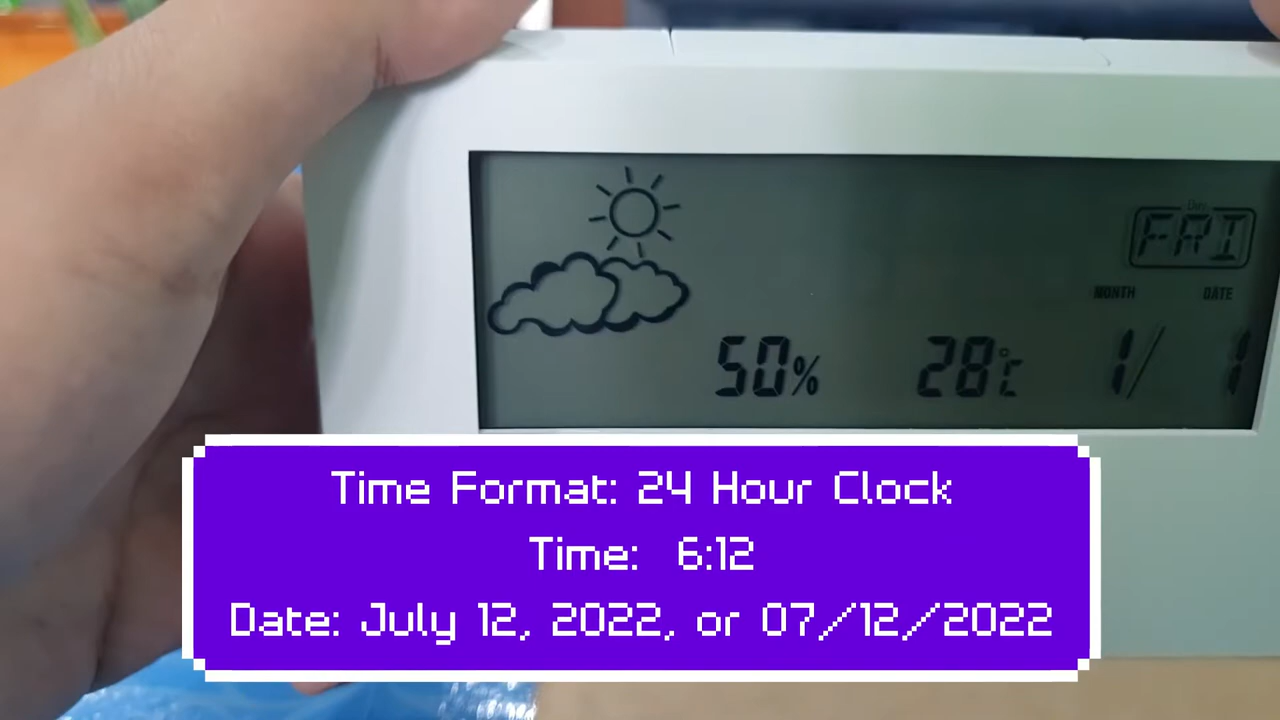 Day
FRI
MONTH DATE
50% 28°C 1/ 1
Time Format: 24 Hour Clock
Time: 6:12
Date: July 12, 2022, or 07/12/2022